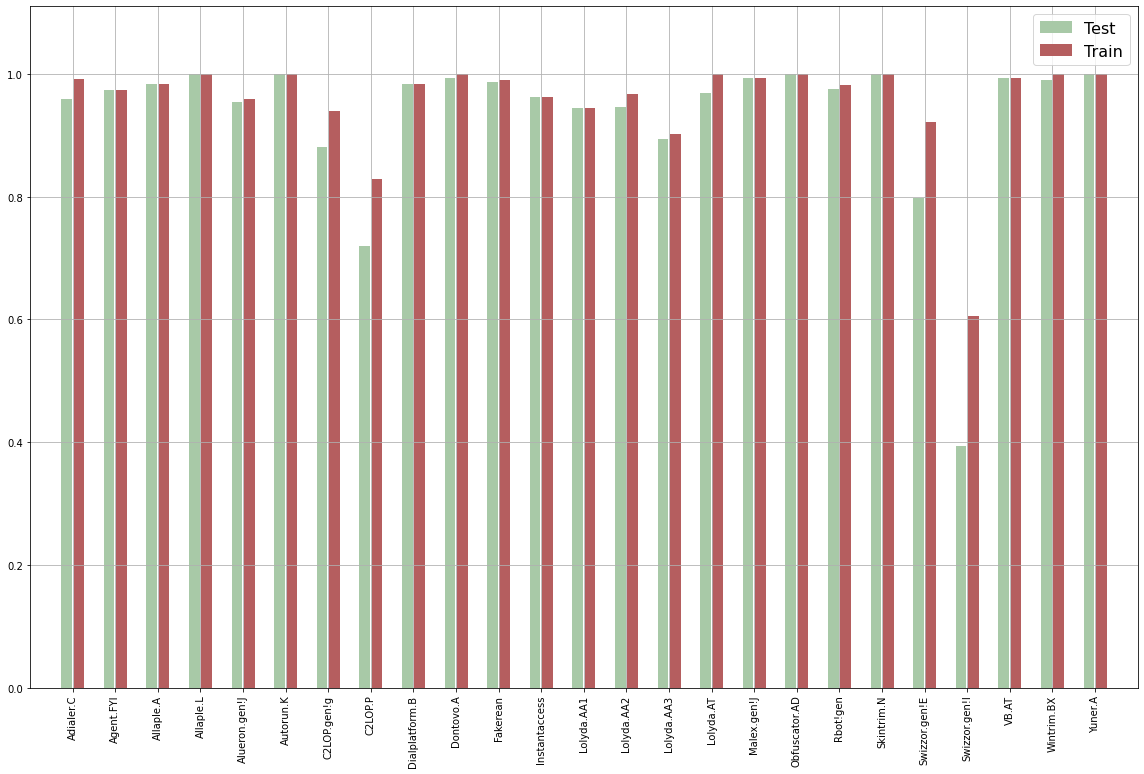 Test
Train
1.0
0.8
0.6
0.4
0.2
0.0
Adialer.C
Agent.FYI
Allaple.A
Allaple.L
Alueron.gen!J
Autorun.K
C2LOP.gen!g
C2LOP.P
Dialplatform.B
Dontovo.A
Fakerean
Instantaccess
Lolyda.AA1
Lolyda.AA2
Lolyda.AA3
Lolyda.AT
Malex.gen!J
Obfuscator.AD
Rbot!gen
Skintrim.N
Swizzor.gen!E
Swizzor.gen!I
VB.AT
Wintrim.BX
Yuner.A